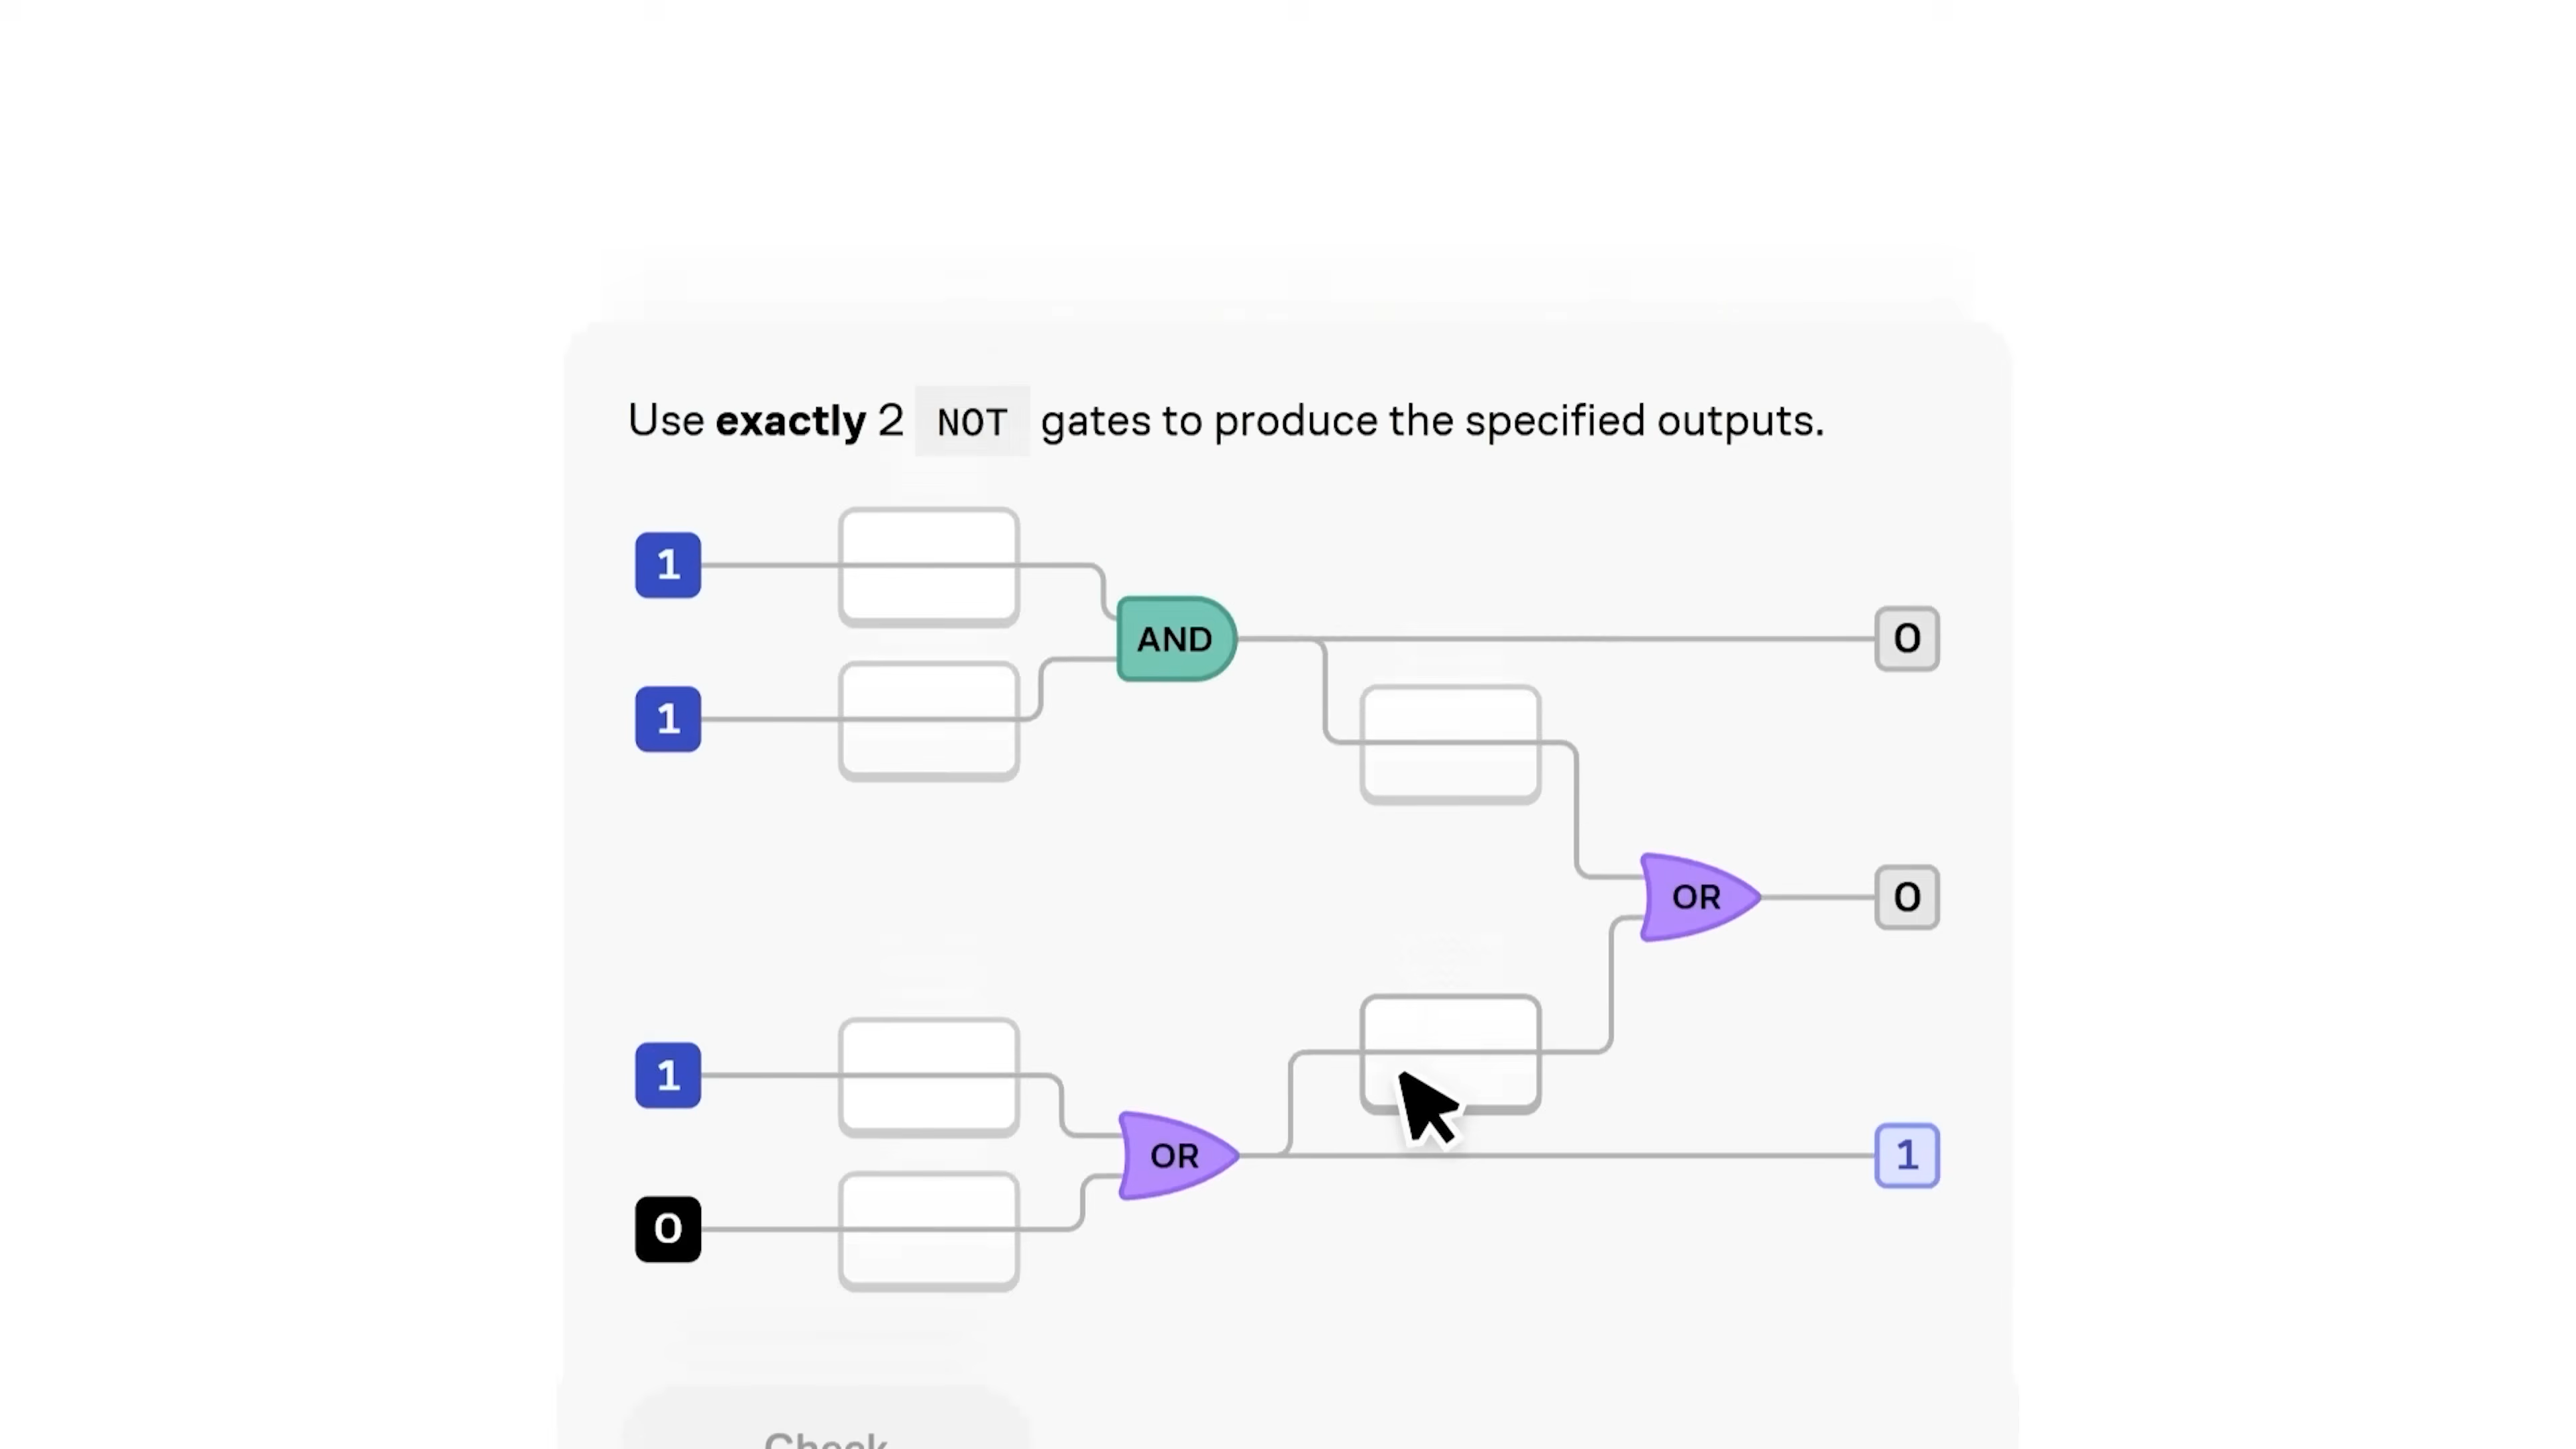 Use exactly 2 NOT gates to produce the specified outputs.
1
AND
0
1
OR
0
1
OR
1
0
Check